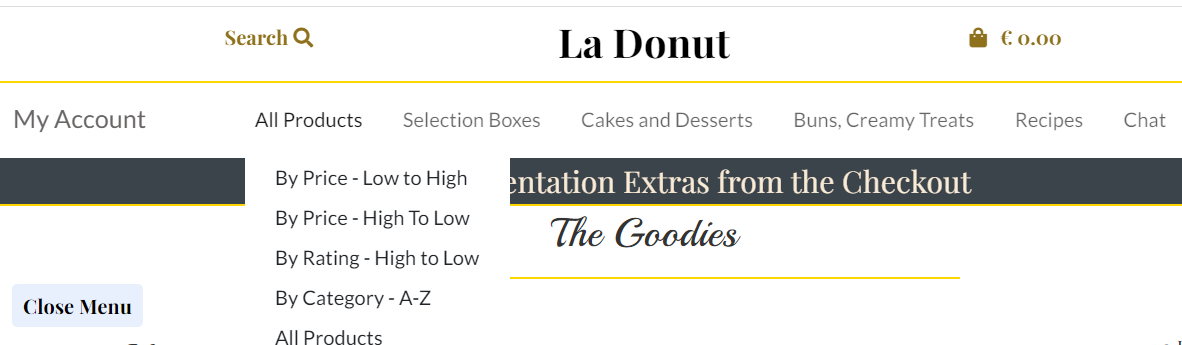 Search
La Donut
€ 0.00
My Account
All Products
Selection Boxes
Cakes and Desserts
Buns, Creamy Treats
Recipes
Chat
By Price - Low to High
Extras from the Checkout
By Price - High To Low
The Goodies
By Rating - High to Low
By Category - A-Z
Close Menu
All Products